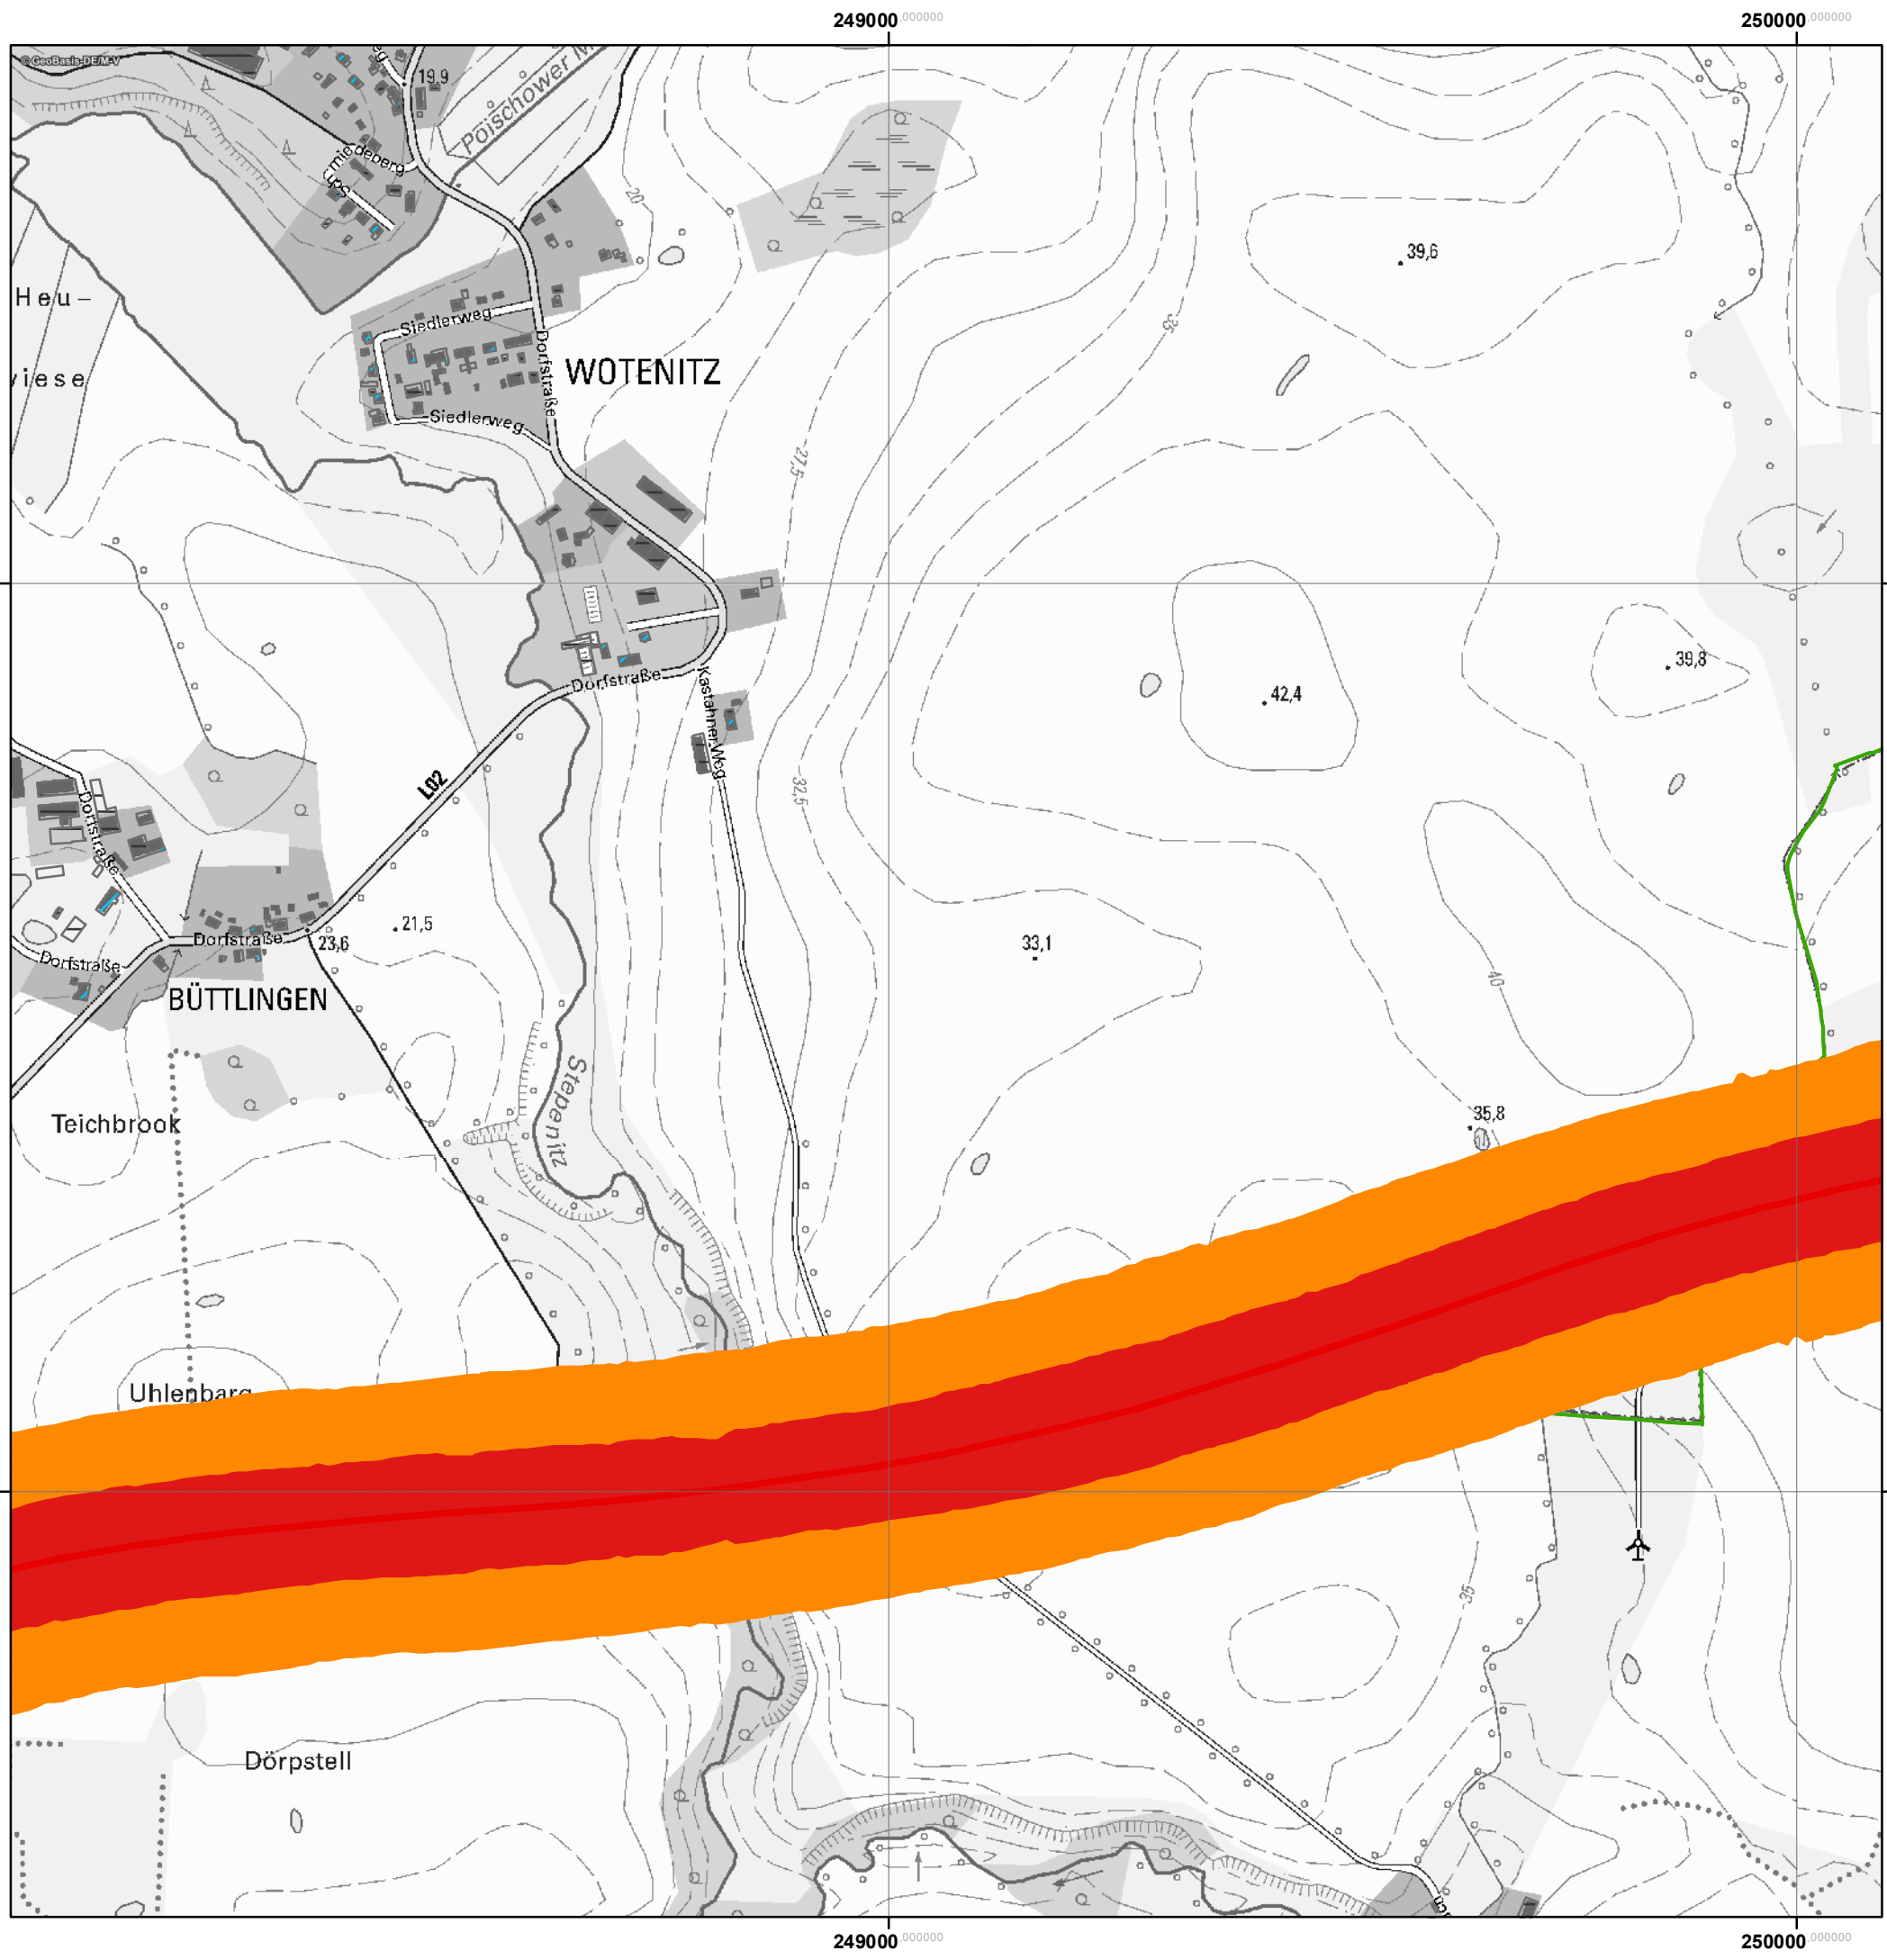 249000.000000
250000.000000
© GeoBasis-DE/M-V
19,9
Poischower M
Schmiedeberg
20
39,6
Heu–
Siedlerweg
35
Dorfstraße
WOTENITZ
iese
Siedlerweg
27,5
39,8
Dorfstraße
Kastahner Weg
42,4
L02
32,5
Dorfstraße
21,5
Dorfstraße
23,6
33,1
Dorfstraße
40
BÜTTLINGEN
Stepenitz
35,8
Teichbrook
Uhlenbarg
35
Dörpstell
249000.000000
250000.000000